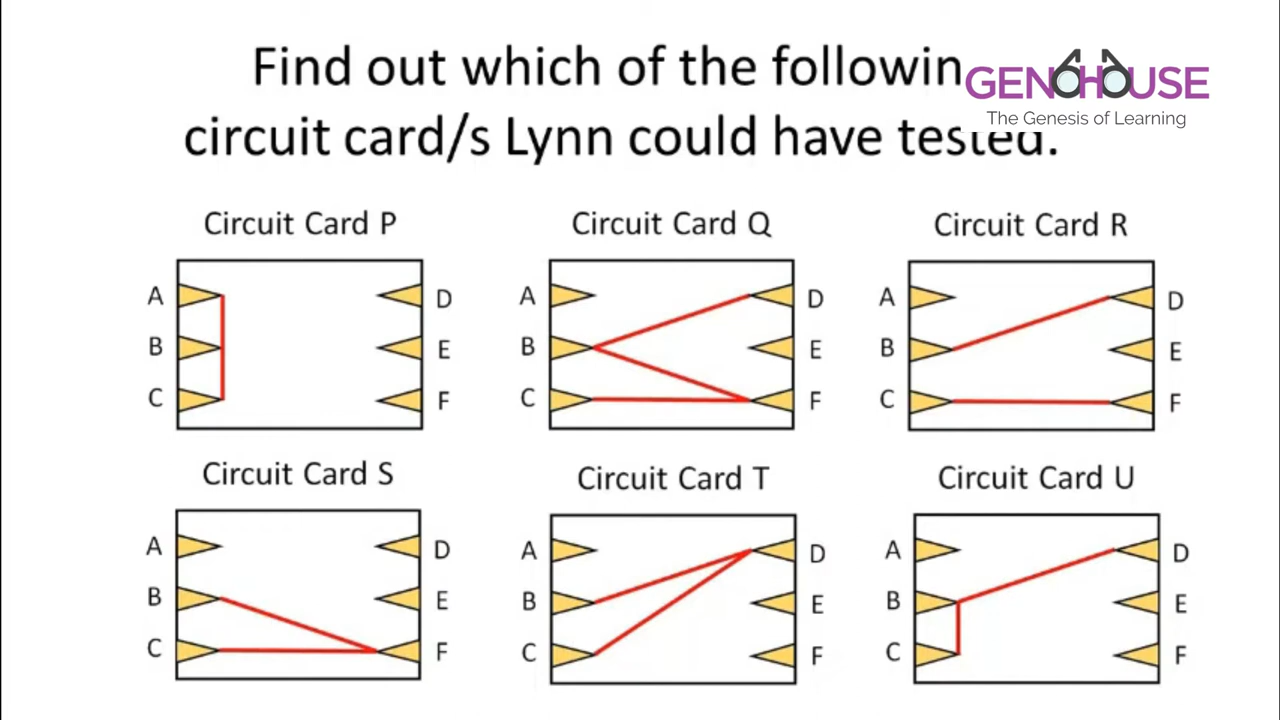 Find out which of the followin
GENOHOUSE
The Genesis of Learning
circuit card/s Lynn could have tested.
Circuit Card P
Circuit Card Q
Circuit Card R
A D
B E
C F
A D
B E
C F
A D
B E
C F
Circuit Card S
Circuit Card T
Circuit Card U
A D
B E
C F
A D
B E
C F
A D
B E
C F